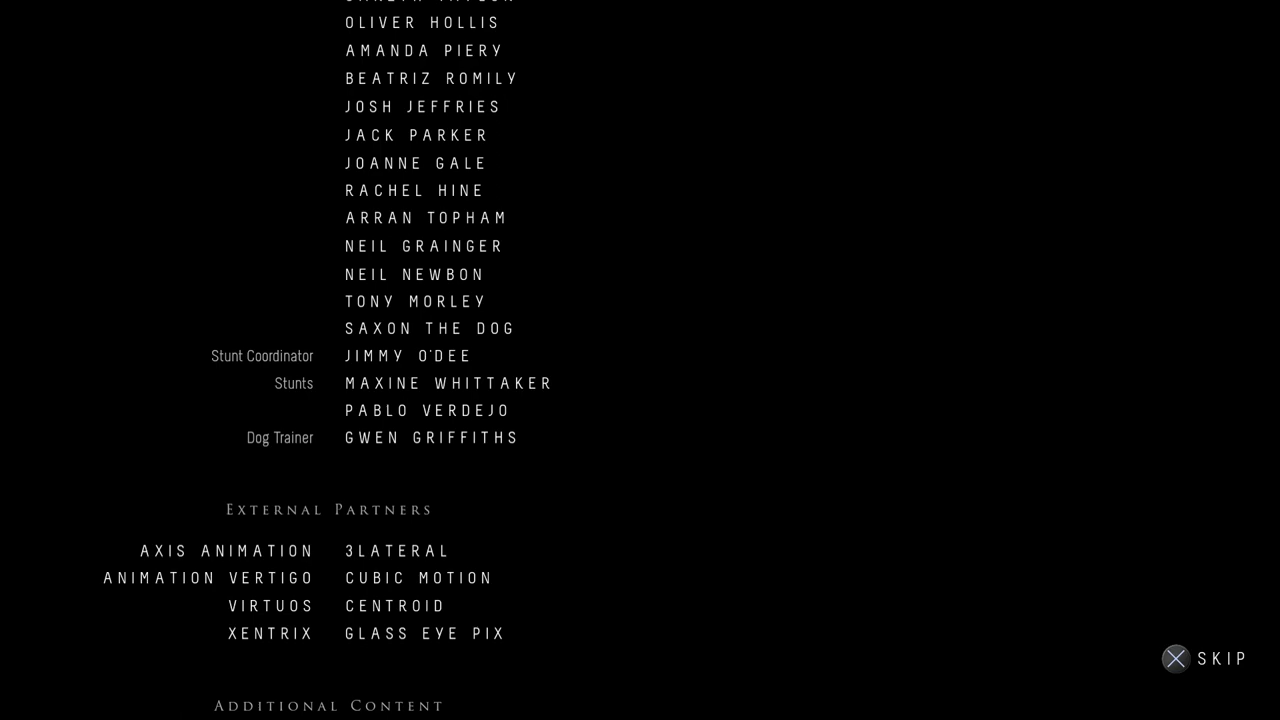 OLIVER HOLLIS
AMANDA PIERY
BEATRIZ ROMILY
JOSH JEFFRIES
JACK PARKER
JOANNE GALE
RACHEL HINE
ARRAN TOPHAM
NEIL GRAINGER
NEIL NEWBON
TONY MORLEY
SAXON THE DOG
Stunt Coordinator JIMMY O'DEE
Stunts MAXINE WHITTAKER
PABLO VERDEJO
Dog Trainer GWEN GRIFFITHS
EXTERNAL PARTNERS
AXIS ANIMATION 3LATERAL
ANIMATION VERTIGO CUBIC MOTION
VIRTUOS CENTROID
XENTRIX GLASS EYE PIX
SKIP
ADDITIONAL CONTENT